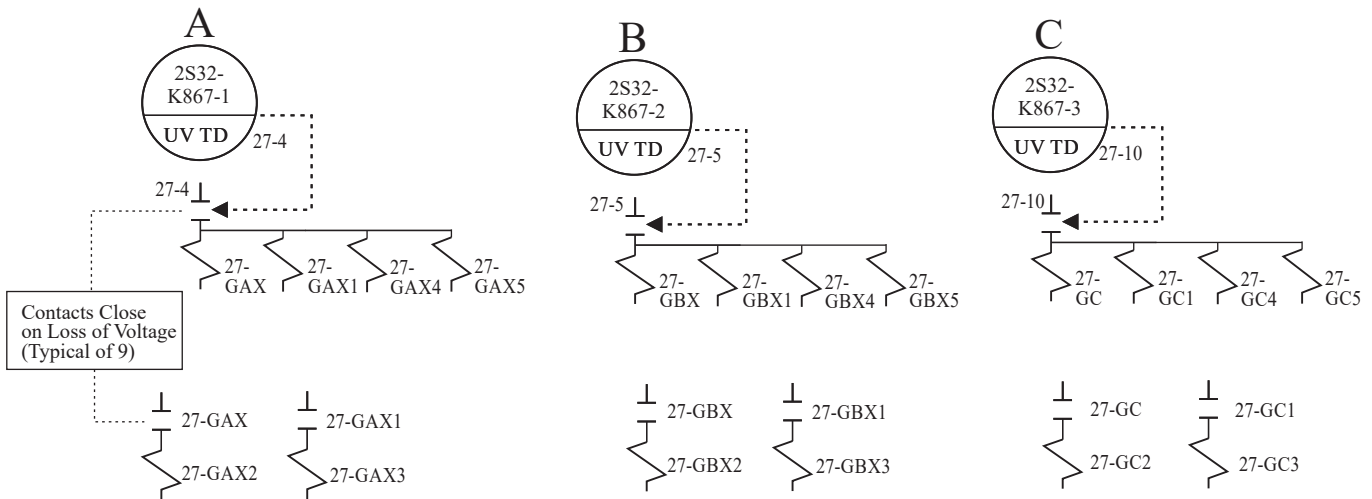 A
2S32-
K867-1
UV TD
27-4
27-4
27-
GAX
27-
GAX1
27-
GAX4
27-
GAX5
Contacts Close
on Loss of Voltage
(Typical of 9)
27-GAX
27-GAX1
27-GAX2
27-GAX3
B
2S32-
K867-2
UV TD
27-5
27-5
27-
GBX
27-
GBX1
27-
GBX4
27-
GBX5
27-GBX
27-GBX1
27-GBX2
27-GBX3
C
2S32-
K867-3
UV TD
27-10
27-10
27-
GC
27-
GC1
27-
GC4
27-
GC5
27-GC
27-GC1
27-GC2
27-GC3